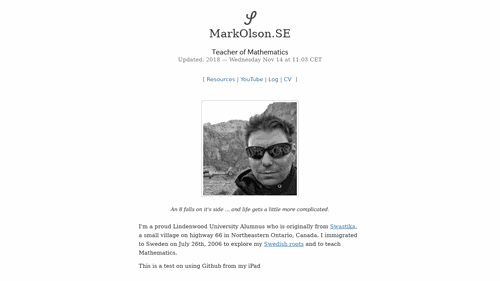 MarkOlson.SE
Teacher of Mathematics
Updated, 2018 — Wednesday Nov 14 at 11:03 CET
[ Resources | YouTube | Log | CV ]
An 8 falls on it's side ... and life gets a little more complicated.
I'm a proud Lindenwood University Alumnus who is originally from Swastika,
a small village on highway 66 in Northeastern Ontario, Canada. I immigrated
to Sweden on July 26th, 2006 to explore my Swedish roots and to teach
Mathematics.
This is a test on using Github from my iPad